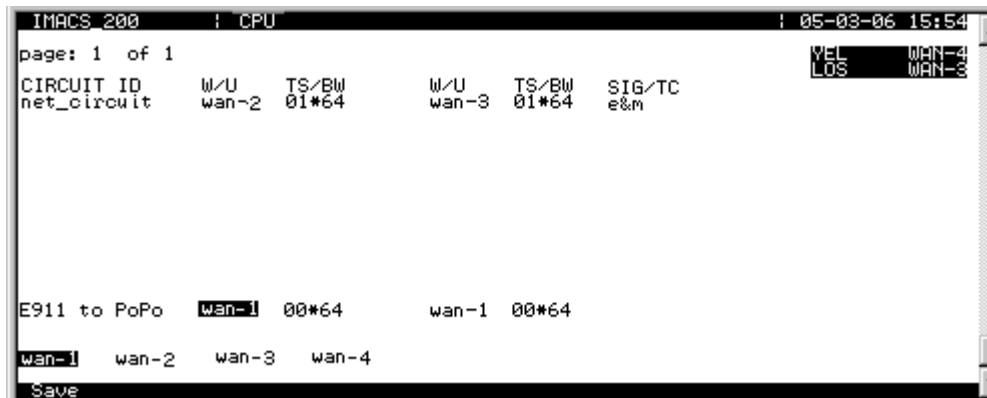 IMACS_200 | CPU | 05-03-06 15:54
page: 1 of 1 YEL WAN-4
LOS WAN-3
CIRCUIT ID W/U TS/BW W/U TS/BW SIG/TC
net_circuit wan-2 01*64 wan-3 01*64 e&m
E911 to PoPo wan-1 00*64 wan-1 00*64
wan-1 wan-2 wan-3 wan-4
Save